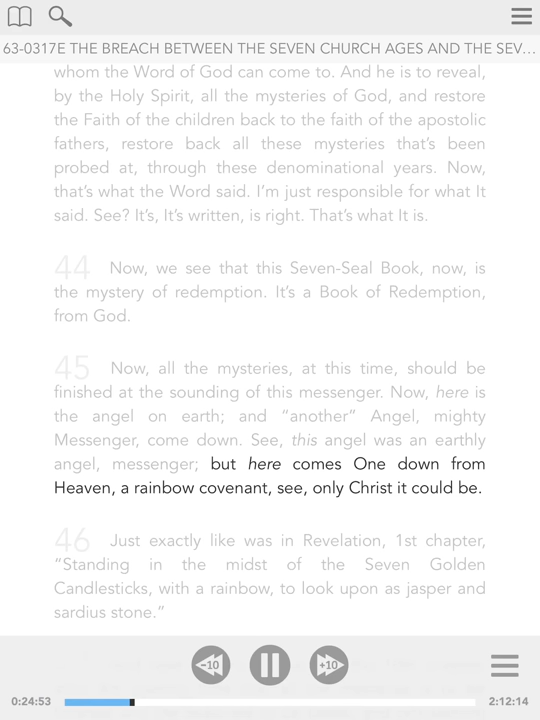 63-0317E THE BREACH BETWEEN THE SEVEN CHURCH AGES AND THE SEV...
whom the Word of God can come to. And he is to reveal,
by the Holy Spirit, all the mysteries of God, and restore
the Faith of the children back to the faith of the apostolic
fathers, restore back all these mysteries that’s been
probed at, through these denominational years. Now,
that’s what the Word said. I’m just responsible for what It
said. See? It’s, It’s written, is right. That’s what It is.
44 Now, we see that this Seven-Seal Book, now, is
the mystery of redemption. It’s a Book of Redemption,
from God.
45 Now, all the mysteries, at this time, should be
finished at the sounding of this messenger. Now, here is
the angel on earth; and “another” Angel, mighty
Messenger, come down. See, this angel was an earthly
angel, messenger; but here comes One down from
Heaven, a rainbow covenant, see, only Christ it could be.
46 Just exactly like was in Revelation, 1st chapter,
“Standing in the midst of the Seven Golden
Candlesticks, with a rainbow, to look upon as jasper and
sardius stone.”
-10 +10
0:24:53 2:12:14